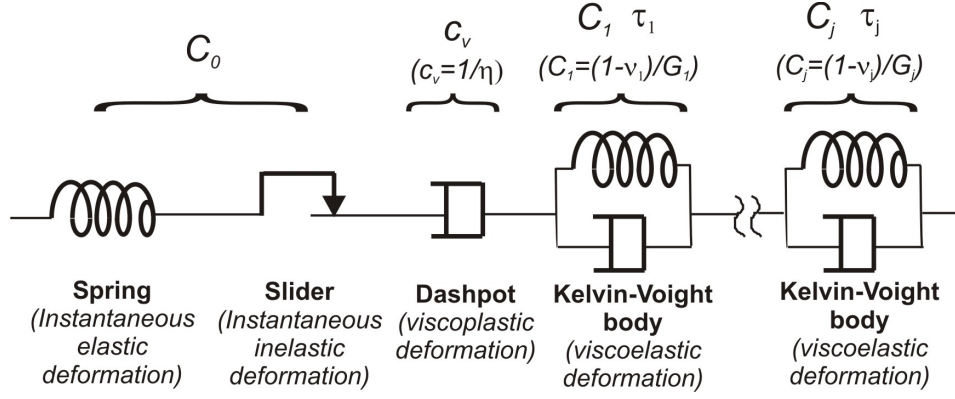 C₀
cᵥ
(cᵥ=1/η)
C₁ τ₁
(C₁=(1-ν₁)/G₁)
Cⱼ τⱼ
(Cⱼ=(1-νⱼ)/Gⱼ)
Spring
(Instantaneous
elastic
deformation)
Slider
(Instantaneous
inelastic
deformation)
Dashpot
(viscoplastic
deformation)
Kelvin-Voight
body
(viscoelastic
deformation)
Kelvin-Voight
body
(viscoelastic
deformation)